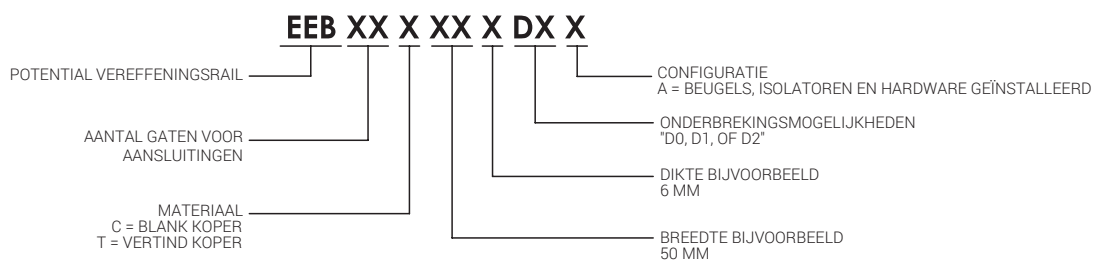 EEB XX X XX X DX X
POTENTIAL VEREFFENINGSRAIL
AANTAL GATEN VOOR
AANSLUITINGEN
MATERIAAL
C = BLANK KOPER
T = VERTIND KOPER
CONFIGURATIE
A = BEUGELS, ISOLATOREN EN HARDWARE GEÏNSTALLEERD
ONDERBREKINGSMOGELIJKHEDEN
"D0, D1, OF D2"
DIKTE BIJVOORBEELD
6 MM
BREEDTE BIJVOORBEELD
50 MM